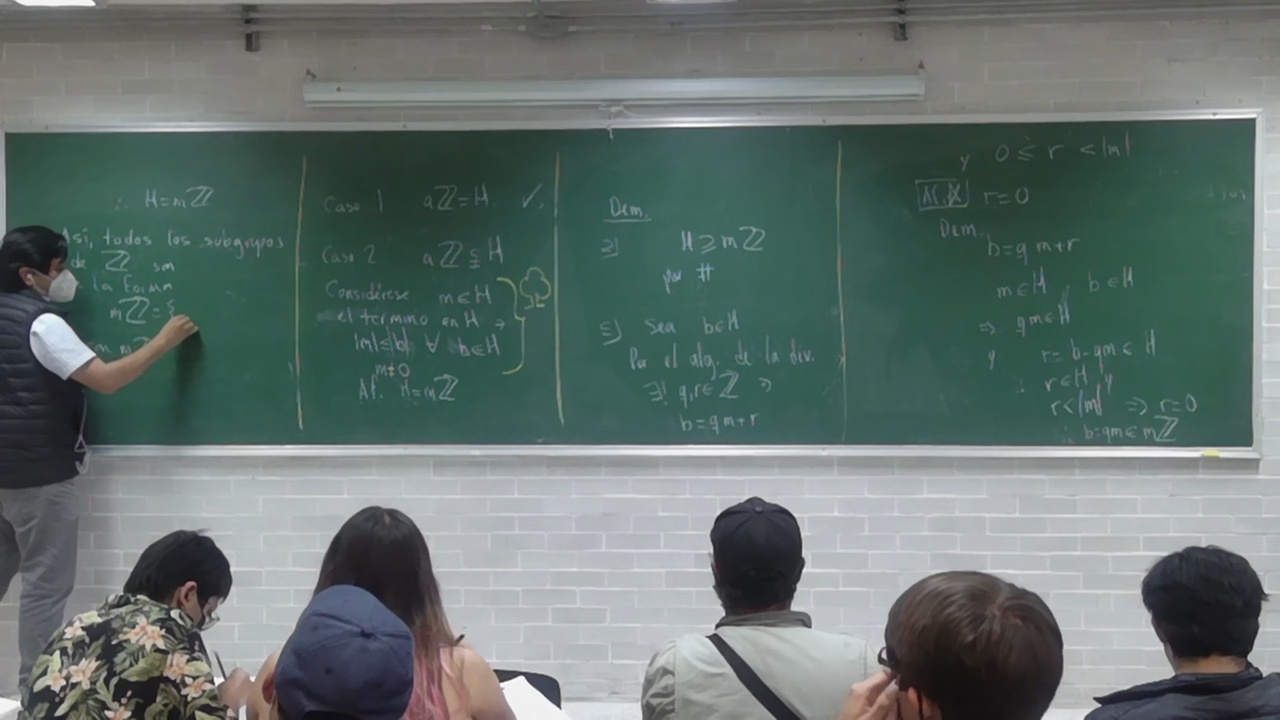 ∴ H=mℤ
Así, todos los subgrupos
de ℤ son
la forma
mℤ={
Caso 1 aℤ=H. ✓.
Caso 2 aℤ⊊H
Considérese m∈H
el término en H ∋
|m|≤|b| ∀ b∈H
m≠0
Af. H=mℤ
Dem.
⊇] H⩾mℤ
por #
⊆] Sea b∈H
Por el alg. de la div.
∃! q,r∈ℤ ∋
b=qm+r
y 0≤r<|m|
Af. r=0
Dem.
b=qm+r
m∈H b∈H
⇒ qm∈H
y r=b-qm∈H
∴ r∈H y
r<|m| ⇒ r=0
∴ b=qm∈mℤ